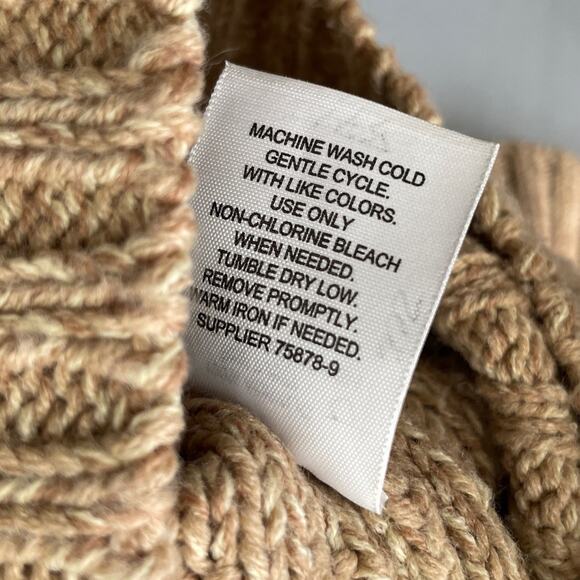 MACHINE WASH COLD
GENTLE CYCLE.
WITH LIKE COLORS.
USE ONLY
NON-CHLORINE BLEACH
WHEN NEEDED.
TUMBLE DRY LOW.
REMOVE PROMPTLY.
WARM IRON IF NEEDED.
SUPPLIER 75878-9